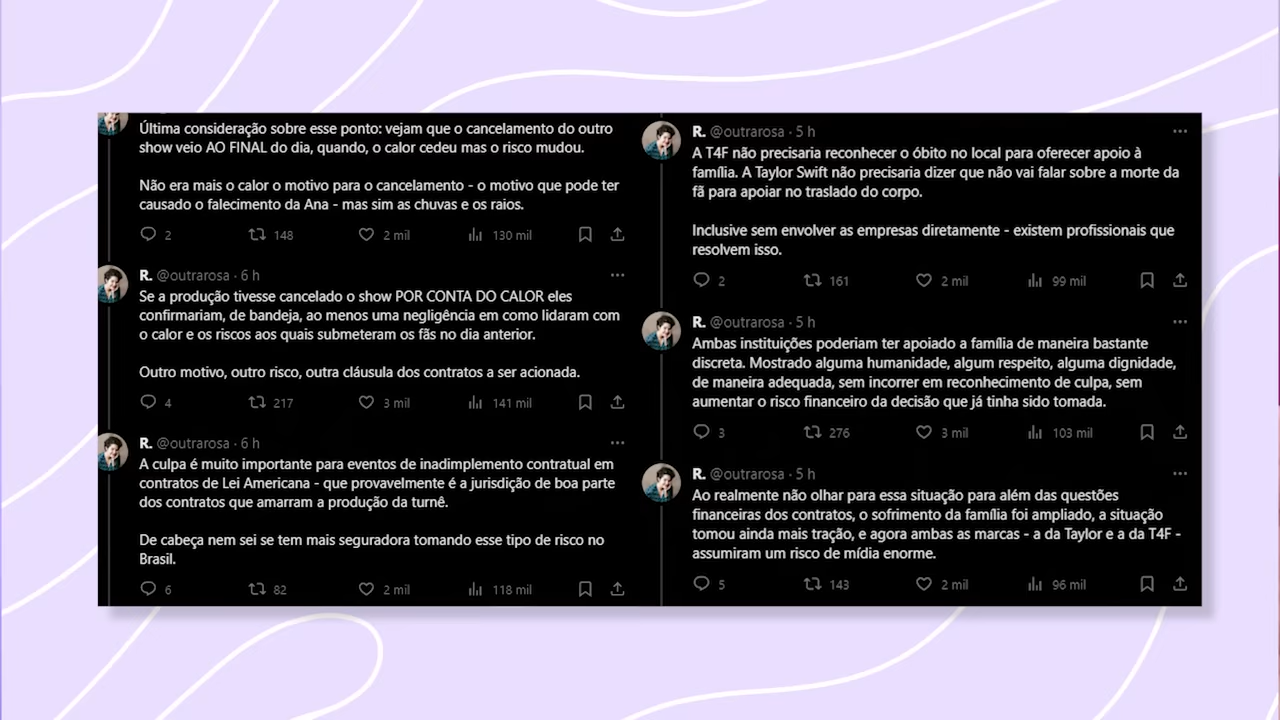 Última consideração sobre esse ponto: vejam que o cancelamento do outro
show veio AO FINAL do dia, quando, o calor cedeu mas o risco mudou.
Não era mais o calor o motivo para o cancelamento - o motivo que pode ter
causado o falecimento da Ana - mas sim as chuvas e os raios.
2 148 2 mil 130 mil
R. @outrarosa · 6 h
Se a produção tivesse cancelado o show POR CONTA DO CALOR eles
confirmariam, de bandeja, ao menos uma negligência em como lidaram com
o calor e os riscos aos quais submeteram os fãs no dia anterior.
Outro motivo, outro risco, outra cláusula dos contratos a ser acionada.
4 217 3 mil 141 mil
R. @outrarosa · 6 h
A culpa é muito importante para eventos de inadimplemento contratual em
contratos de Lei Americana - que provavelmente é a jurisdição de boa parte
dos contratos que amarram a produção da turnê.
De cabeça nem sei se tem mais seguradora tomando esse tipo de risco no
Brasil.
6 82 2 mil 118 mil
R. @outrarosa · 5 h
A T4F não precisaria reconhecer o óbito no local para oferecer apoio à
família. A Taylor Swift não precisaria dizer que não vai falar sobre a morte da
fã para apoiar no traslado do corpo.
Inclusive sem envolver as empresas diretamente - existem profissionais que
resolvem isso.
2 161 2 mil 99 mil
R. @outrarosa · 5 h
Ambas instituições poderiam ter apoiado a família de maneira bastante
discreta. Mostrado alguma humanidade, algum respeito, alguma dignidade,
de maneira adequada, sem incorrer em reconhecimento de culpa, sem
aumentar o risco financeiro da decisão que já tinha sido tomada.
3 276 3 mil 103 mil
R. @outrarosa · 5 h
Ao realmente não olhar para essa situação para além das questões
financeiras dos contratos, o sofrimento da família foi ampliado, a situação
tomou ainda mais tração, e agora ambas as marcas - a da Taylor e a da T4F -
assumiram um risco de mídia enorme.
5 143 2 mil 96 mil